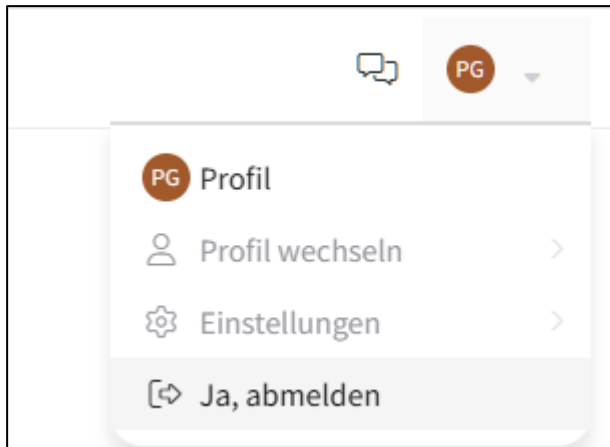 PG
PG Profil
Profil wechseln
Einstellungen
Ja, abmelden